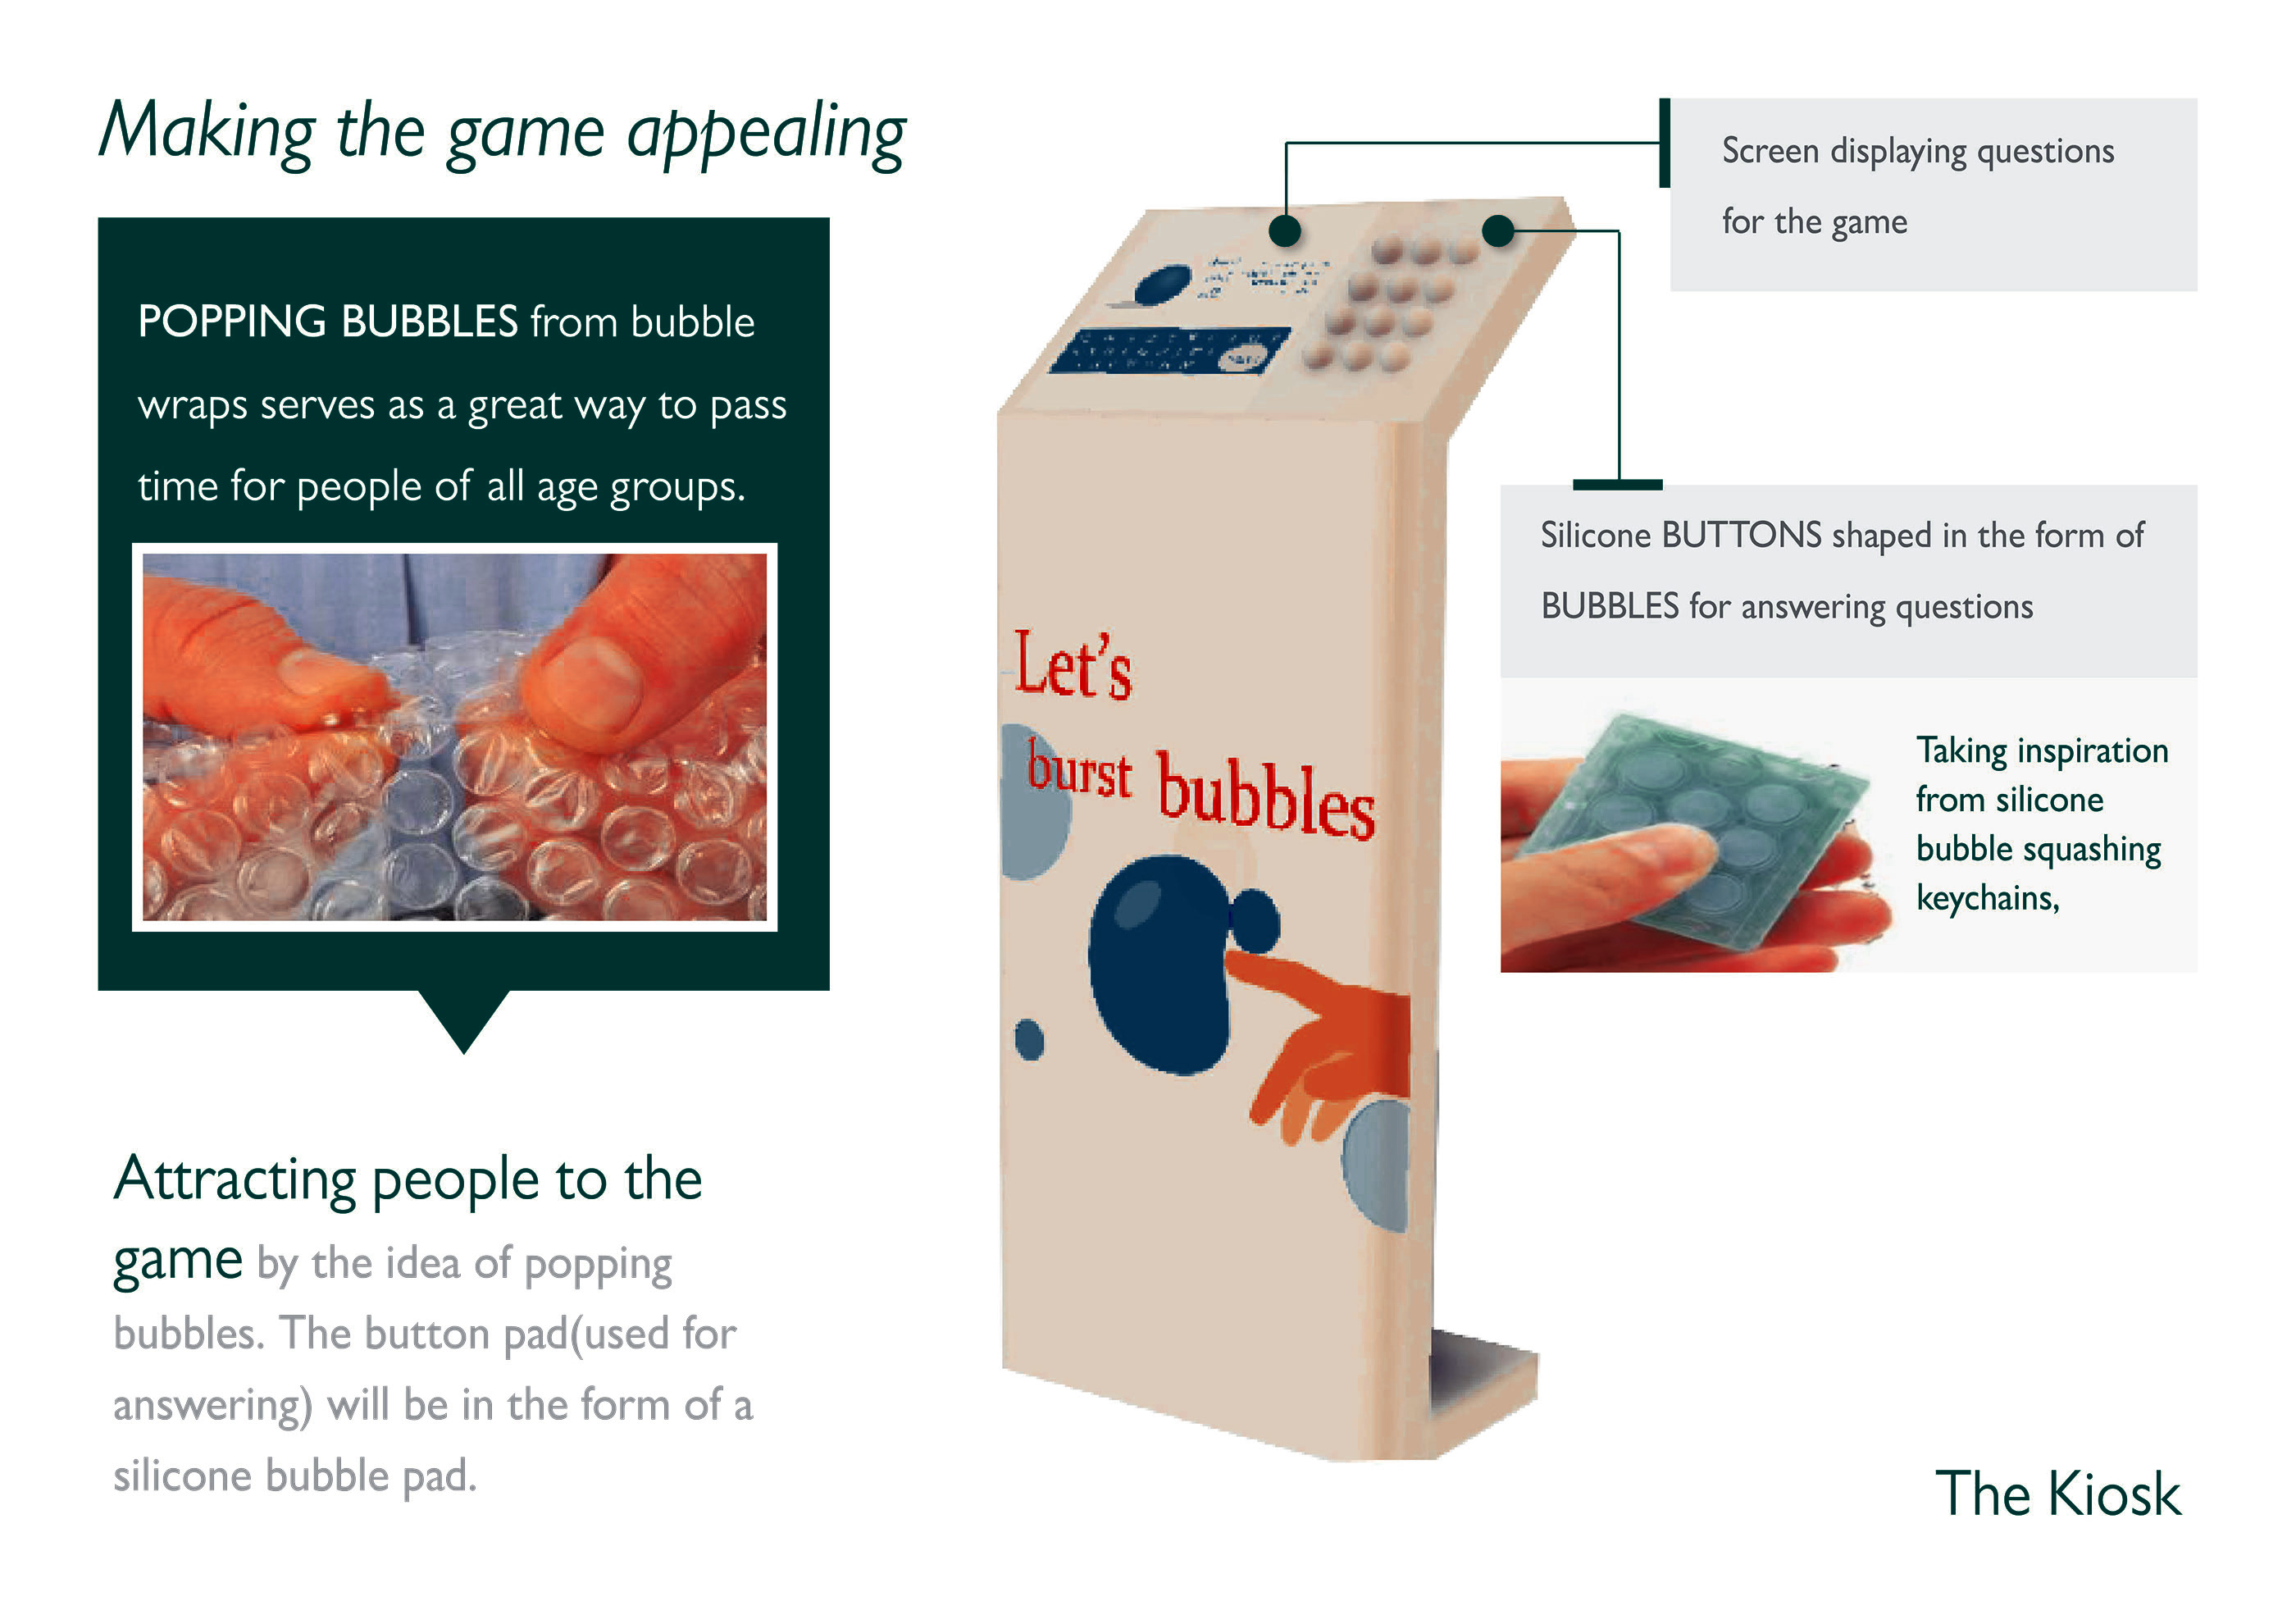 Making the game appealing
POPPING BUBBLES from bubble
wraps serves as a great way to pass
time for people of all age groups.
Attracting people to the
game by the idea of popping
bubbles. The button pad(used for
answering) will be in the form of a
silicone bubble pad.
Let's
burst bubbles
Screen displaying questions
for the game
Silicone BUTTONS shaped in the form of
BUBBLES for answering questions
Taking inspiration
from silicone
bubble squashing
keychains,
The Kiosk